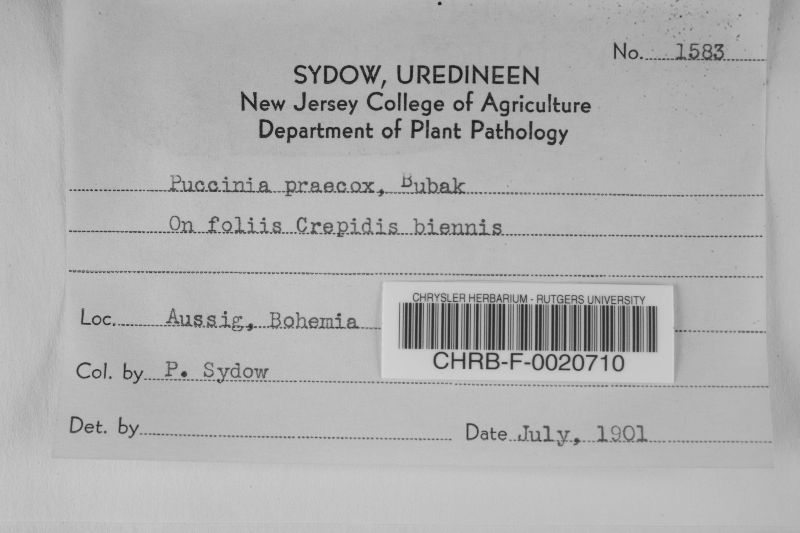 No. 1583
SYDOW, UREDINEEN
New Jersey College of Agriculture
Department of Plant Pathology
Puccinia praecox, Bubak
On foliis Crepidis biennis
Loc. Aussig, Bohemia
CHRYSLER HERBARIUM - RUTGERS UNIVERSITY
CHRB-F-0020710
Col. by P. Sydow
Det. by
Date July, 1901